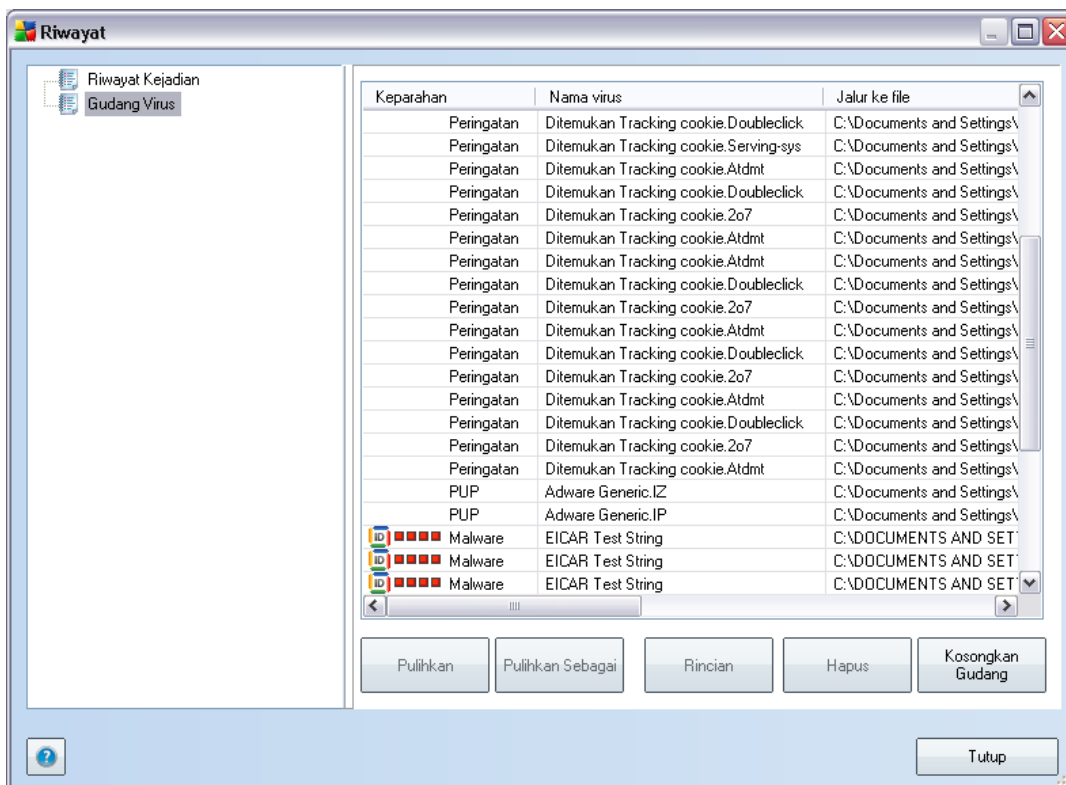 Riwayat
Riwayat Kejadian
Gudang Virus
Keparahan Nama virus Jalur ke file
Peringatan Ditemukan Tracking cookie.Doubleclick C:\Documents and Settings\
Peringatan Ditemukan Tracking cookie.Serving-sys C:\Documents and Settings\
Peringatan Ditemukan Tracking cookie.Atdmt C:\Documents and Settings\
Peringatan Ditemukan Tracking cookie.Doubleclick C:\Documents and Settings\
Peringatan Ditemukan Tracking cookie.2o7 C:\Documents and Settings\
Peringatan Ditemukan Tracking cookie.Atdmt C:\Documents and Settings\
Peringatan Ditemukan Tracking cookie.Atdmt C:\Documents and Settings\
Peringatan Ditemukan Tracking cookie.Doubleclick C:\Documents and Settings\
Peringatan Ditemukan Tracking cookie.2o7 C:\Documents and Settings\
Peringatan Ditemukan Tracking cookie.Atdmt C:\Documents and Settings\
Peringatan Ditemukan Tracking cookie.Doubleclick C:\Documents and Settings\
Peringatan Ditemukan Tracking cookie.2o7 C:\Documents and Settings\
Peringatan Ditemukan Tracking cookie.Atdmt C:\Documents and Settings\
Peringatan Ditemukan Tracking cookie.Doubleclick C:\Documents and Settings\
Peringatan Ditemukan Tracking cookie.2o7 C:\Documents and Settings\
Peringatan Ditemukan Tracking cookie.Atdmt C:\Documents and Settings\
PUP Adware Generic.IZ C:\Documents and Settings\
PUP Adware Generic.IP C:\Documents and Settings\
ID Malware EICAR Test String C:\DOCUMENTS AND SET
ID Malware EICAR Test String C:\DOCUMENTS AND SET
ID Malware EICAR Test String C:\DOCUMENTS AND SET
Pulihkan Pulihkan Sebagai Rincian Hapus Kosongkan
Gudang
? Tutup